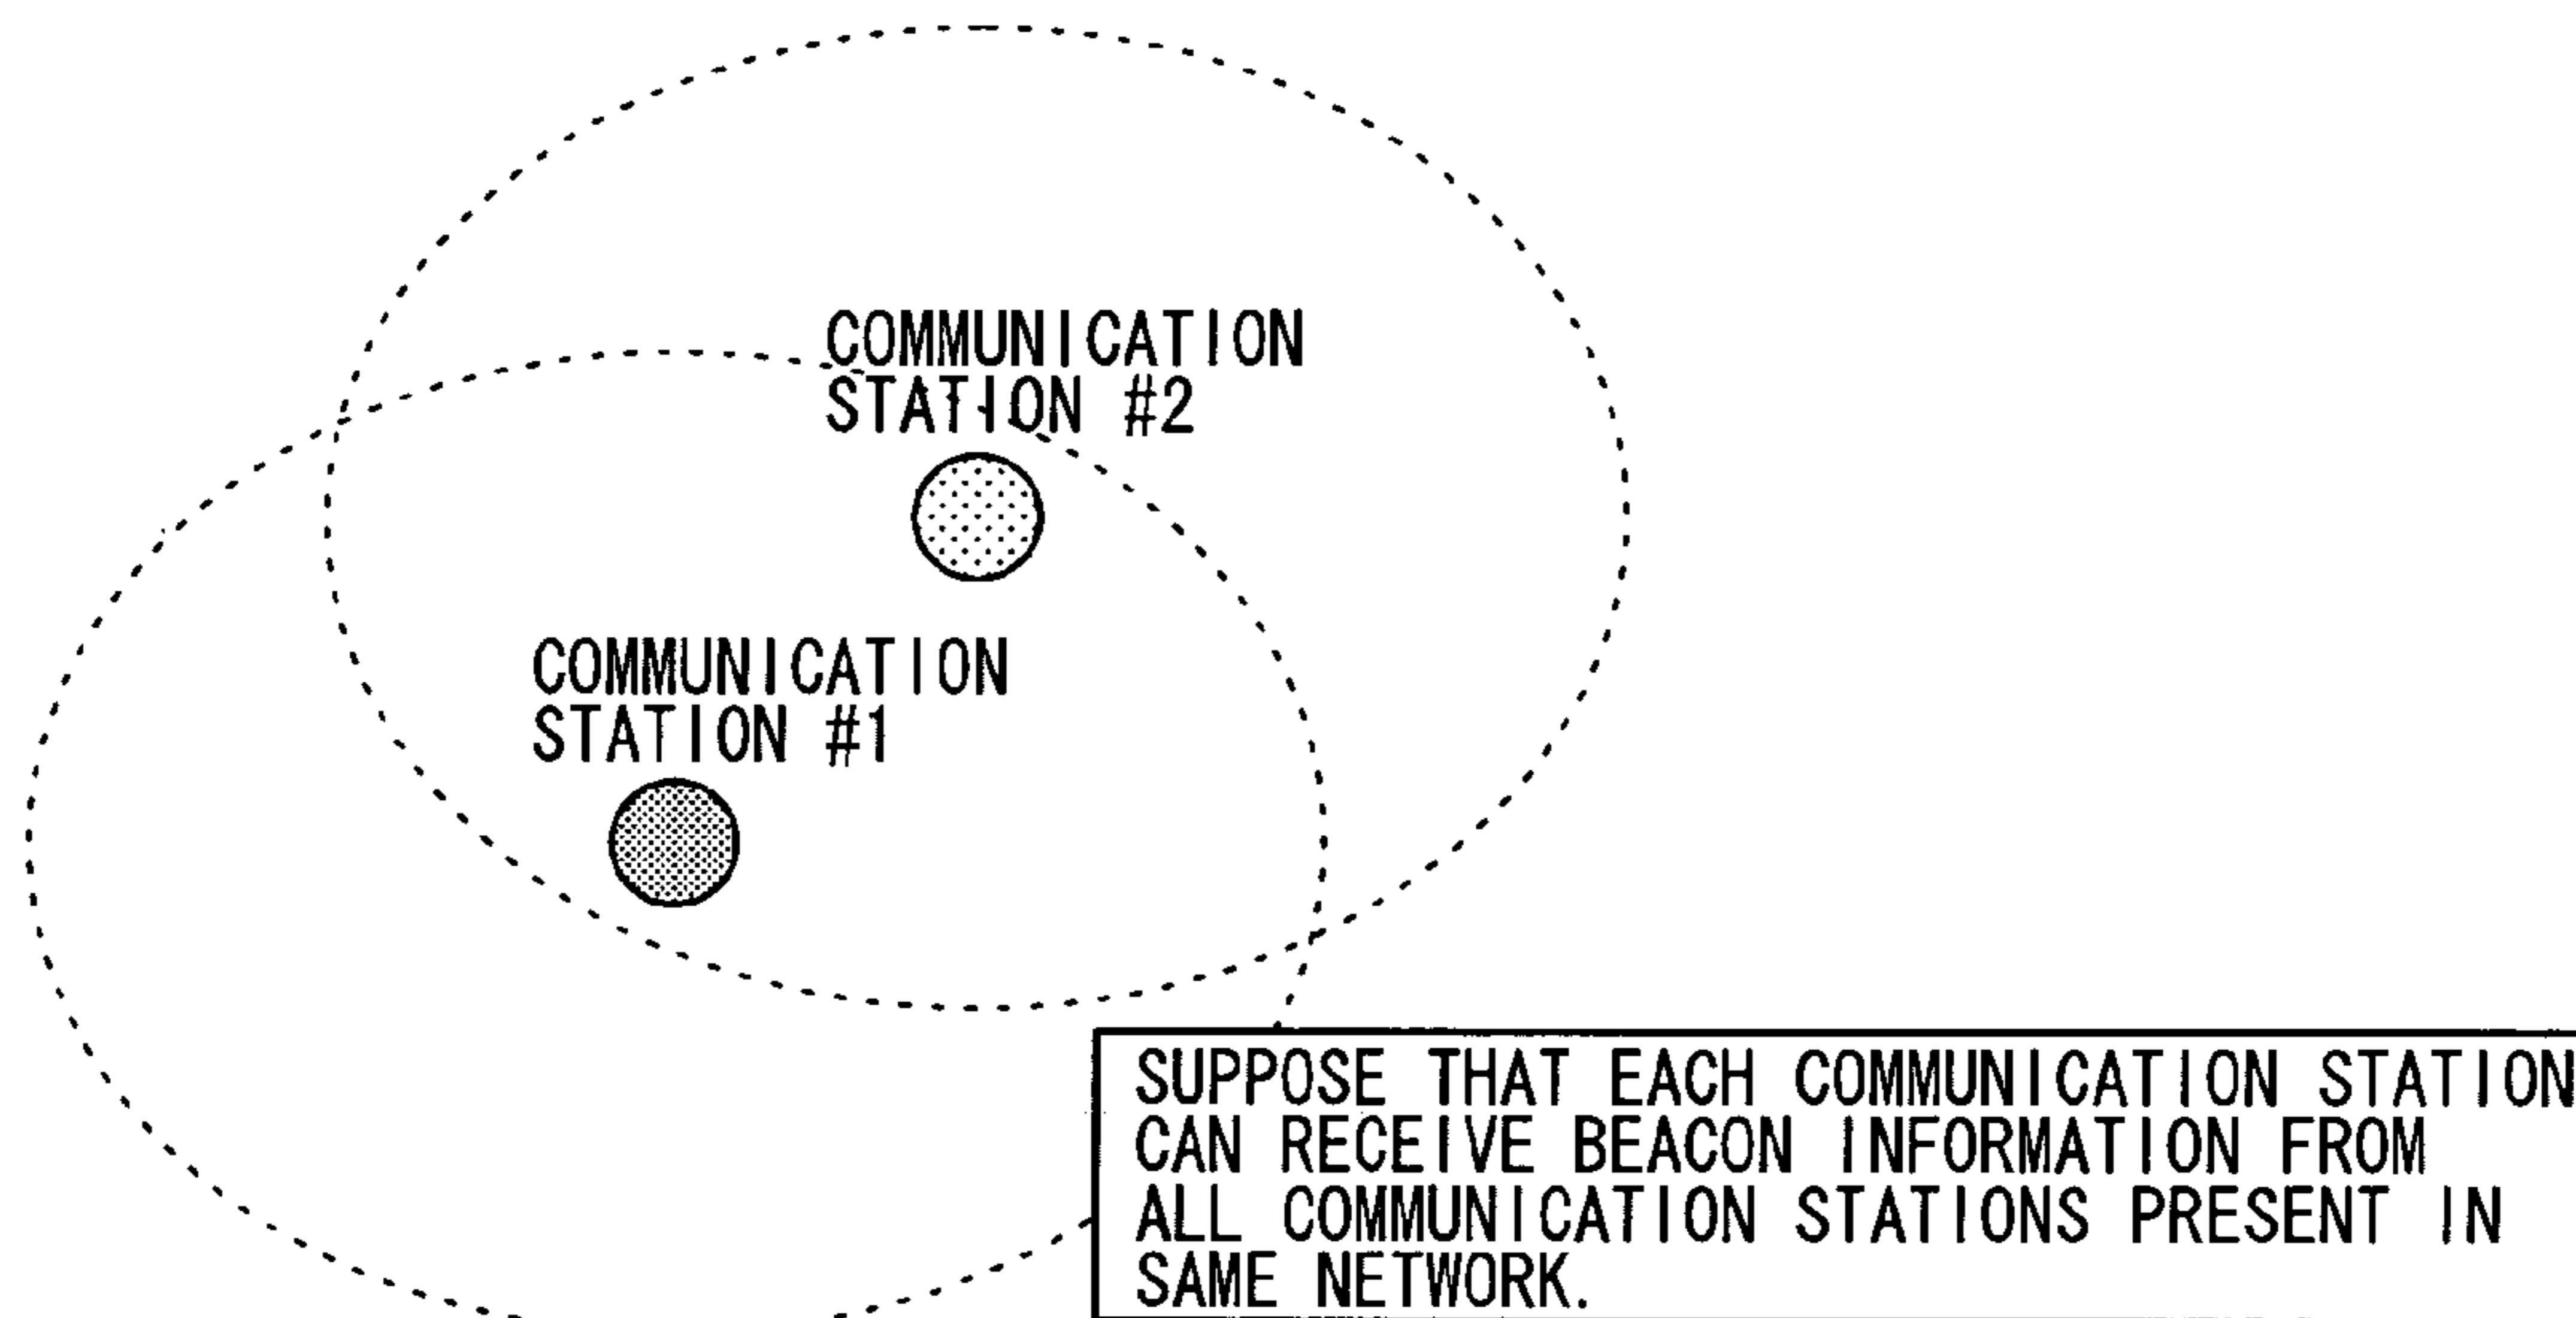 COMMUNICATION
STATION #2
COMMUNICATION
STATION #1
SUPPOSE THAT EACH COMMUNICATION STATION
CAN RECEIVE BEACON INFORMATION FROM
ALL COMMUNICATION STATIONS PRESENT IN
SAME NETWORK.